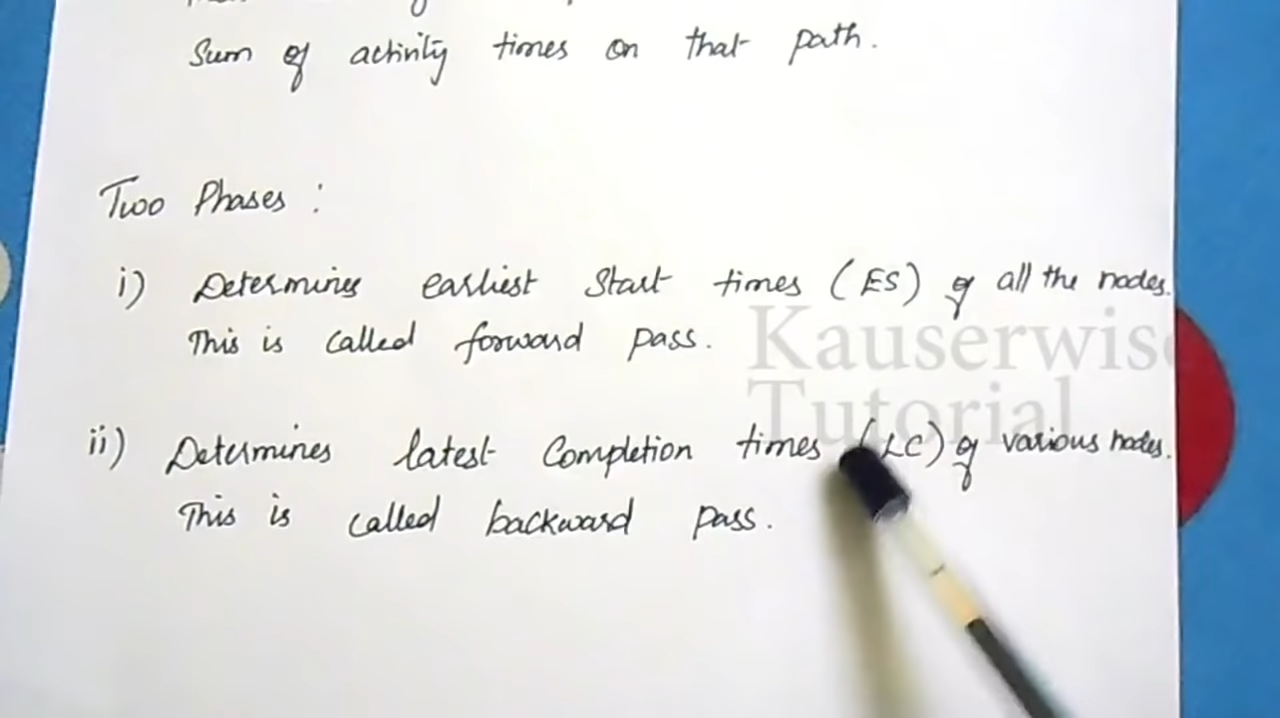 Sum of activity times on that path.
Two Phases :
i) Determines earliest Start times (ES) of all the nodes.
This is called forward pass.
Kauserwise
Tutorial
ii) Determines latest Completion times (LC) of various nodes.
This is called backward pass.